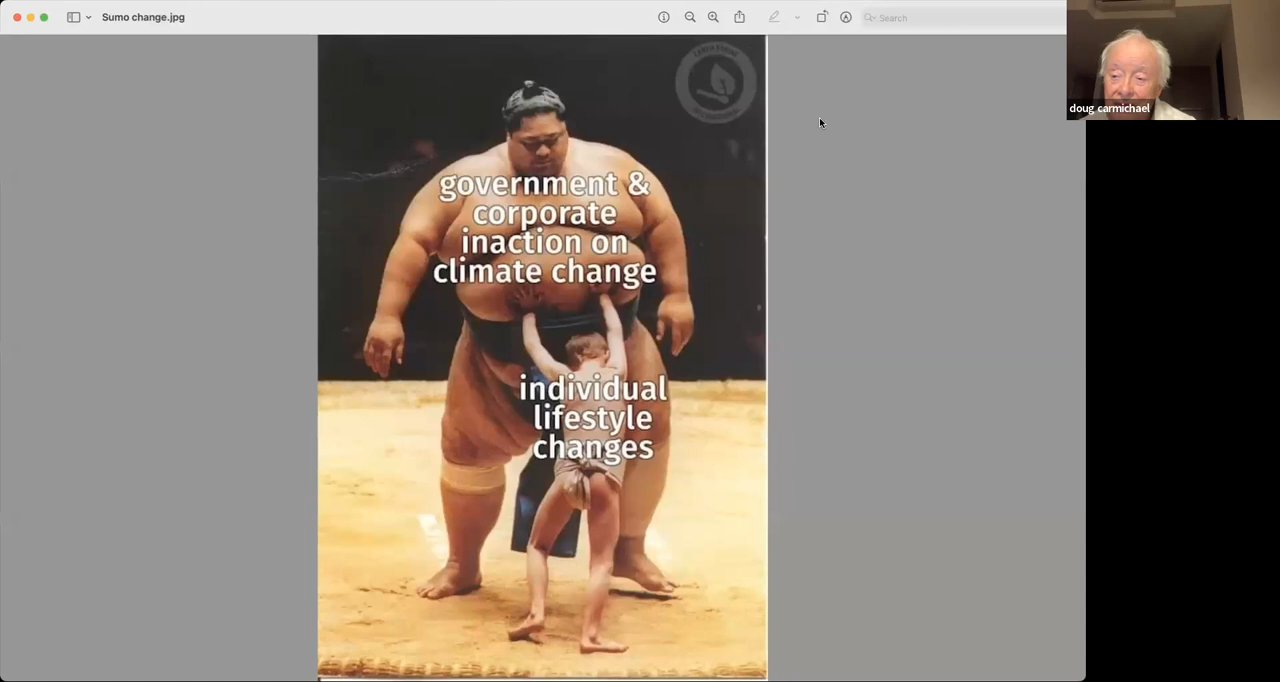 Sumo change.jpg
Search
doug carmichael
government &
corporate
inaction on
climate change
individual
lifestyle
changes